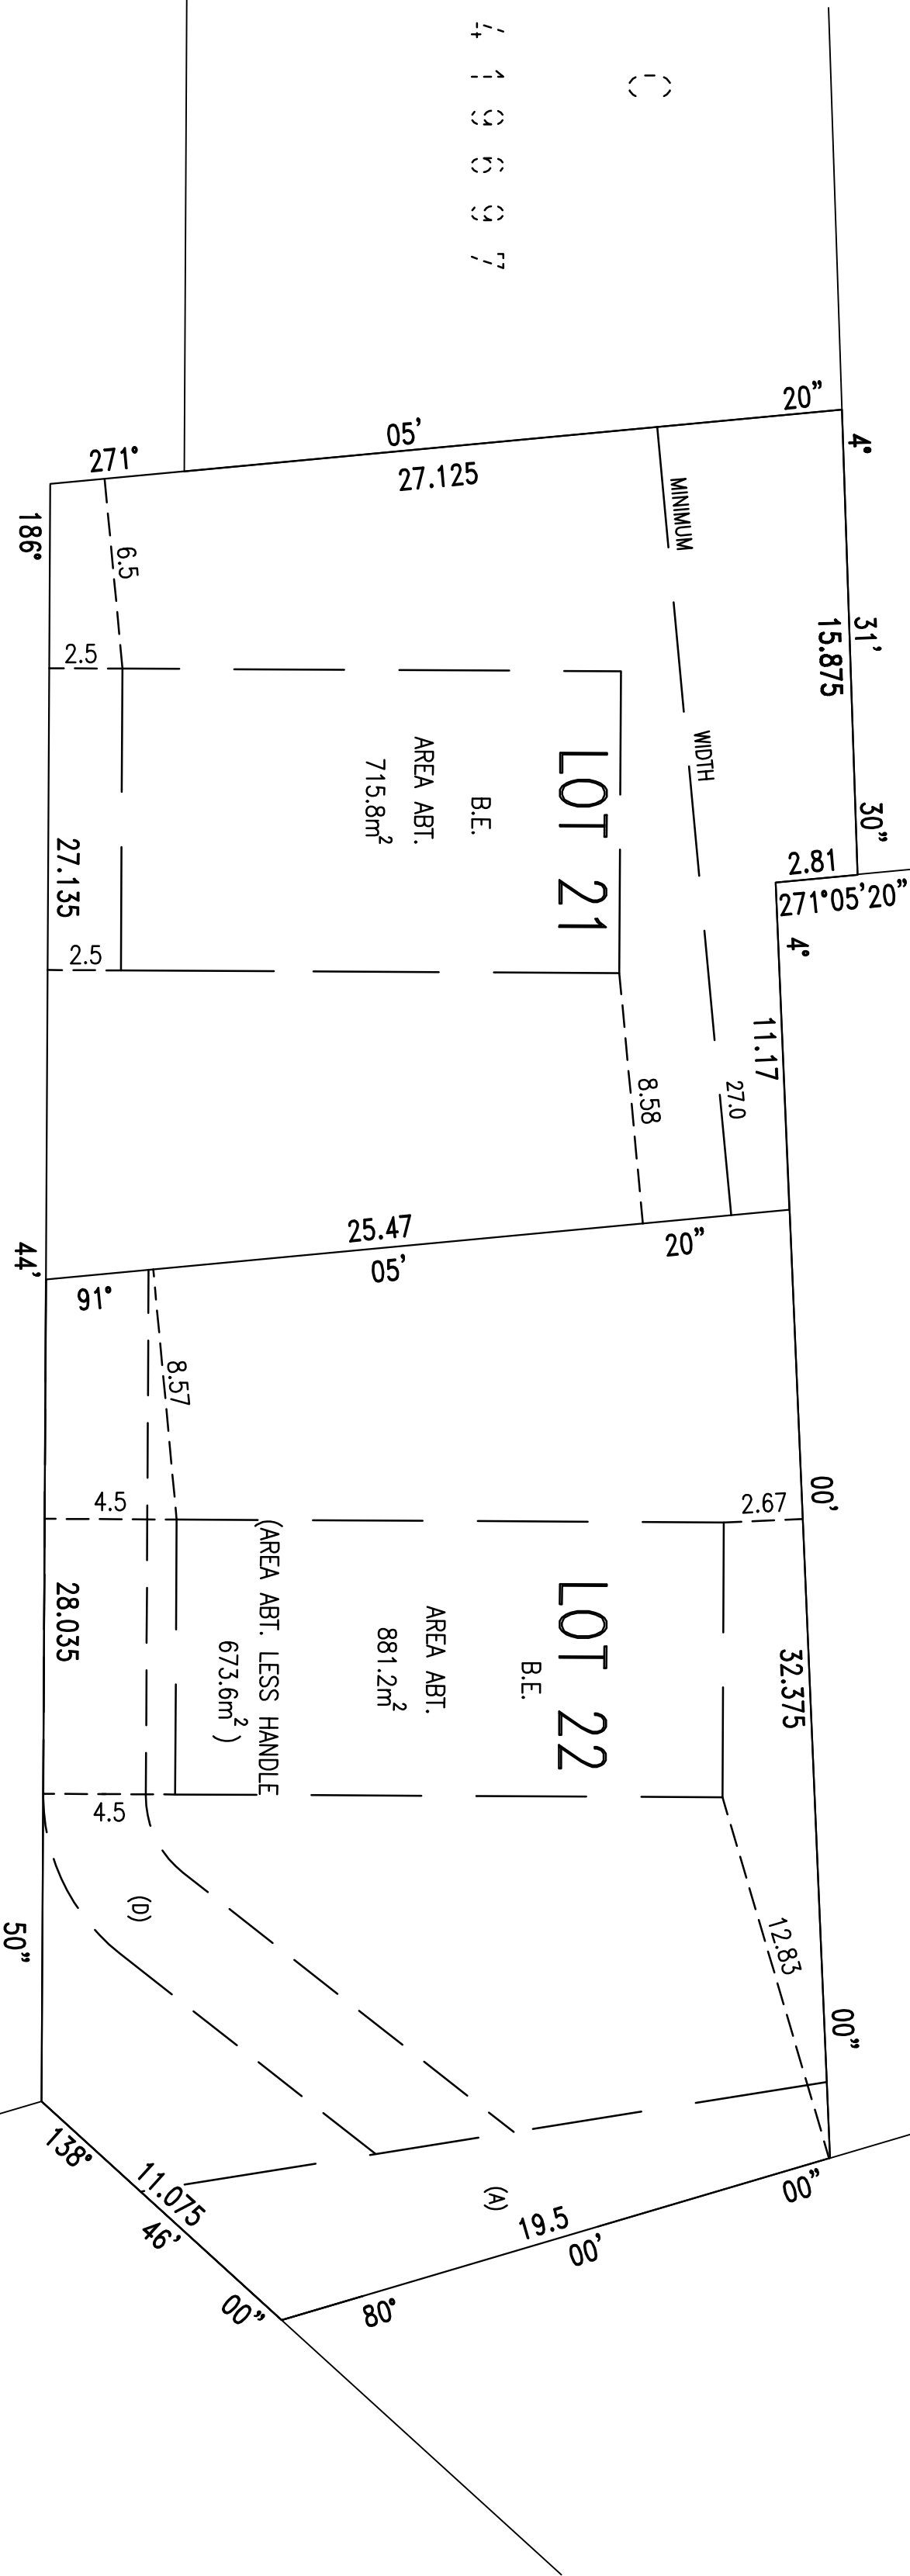 C
419697
271° 05' 20"
27.125
4° 31' 30"
15.875
MINIMUM WIDTH 27.0
186° 44' 50"
6.5
2.5
LOT 21
B.E.
AREA ABT.
715.8m²
27.135
2.5
2.81
271°05'20"
4° 00' 00"
11.17
8.58
25.47
91° 05' 20"
8.57
4.5
2.67
LOT 22
B.E.
AREA ABT.
881.2m²
(AREA ABT. LESS HANDLE
673.6m² )
28.035
32.375
4.5
(D)
12.83
(A)
138° 46' 00"
11.075
19.5
80° 00' 00"